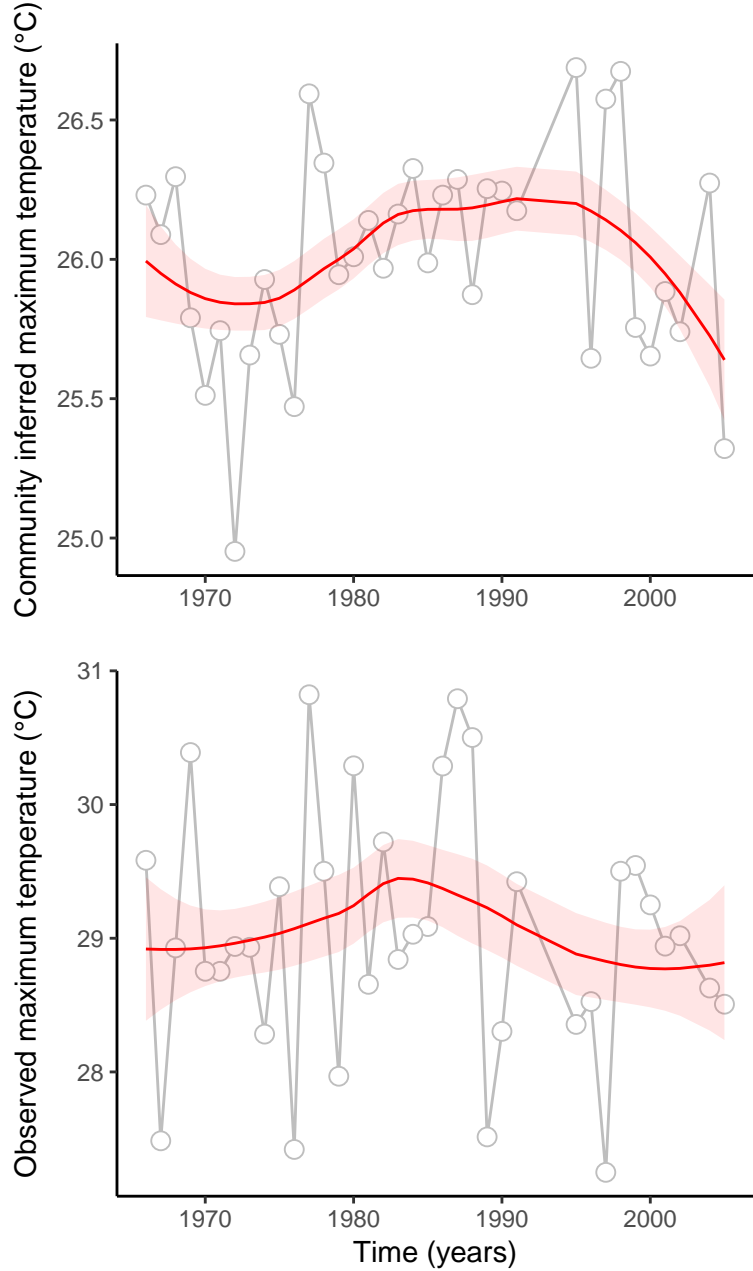 Community inferred maximum temperature (°C)
26.5
26.0
25.5
25.0
1970 1980 1990 2000
Observed maximum temperature (°C)
31
30
29
28
1970 1980 1990 2000
Time (years)